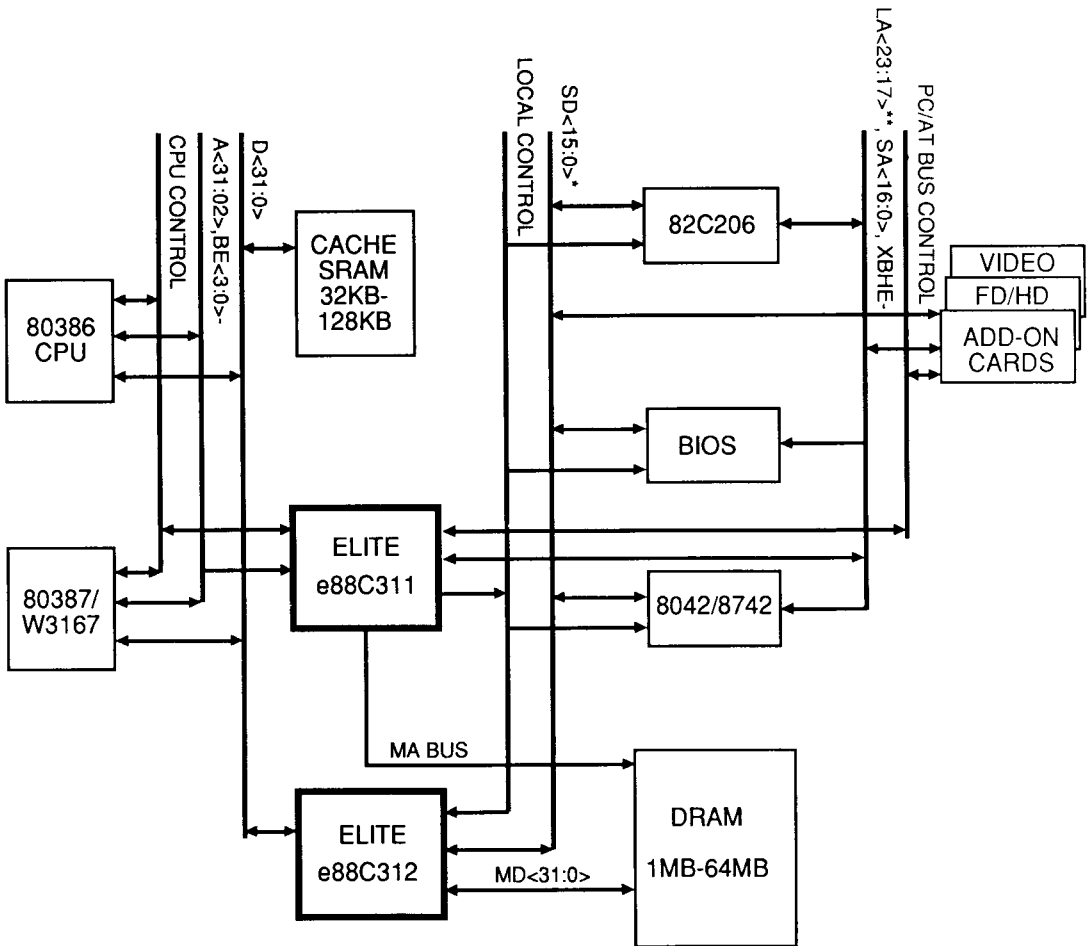 CPU CONTROL
A<31:02>,BE<3:0>-
D<31:0>
LOCAL CONTROL
SD<15:0>*
LA<23:17>**, SA<16:0>, XBHE-
PC/AT BUS CONTROL
80386
CPU
CACHE
SRAM
32KB-
128KB
82C206
VIDEO
FD/HD
ADD-ON
CARDS
BIOS
ELITE
e88C311
80387/
W3167
8042/8742
MA BUS
ELITE
e88C312
MD<31:0>
DRAM
1MB-64MB